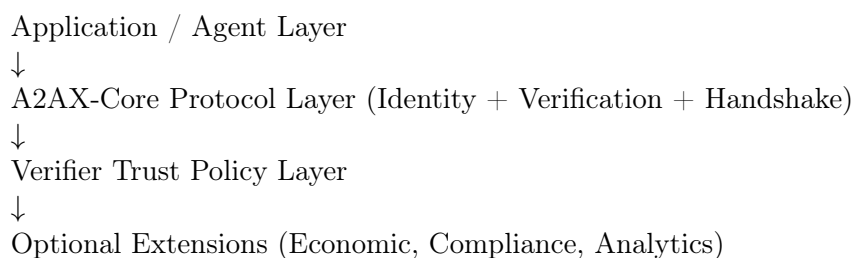 Application / Agent Layer
↓
A2AX-Core Protocol Layer (Identity + Verification + Handshake)
↓
Verifier Trust Policy Layer
↓
Optional Extensions (Economic, Compliance, Analytics)